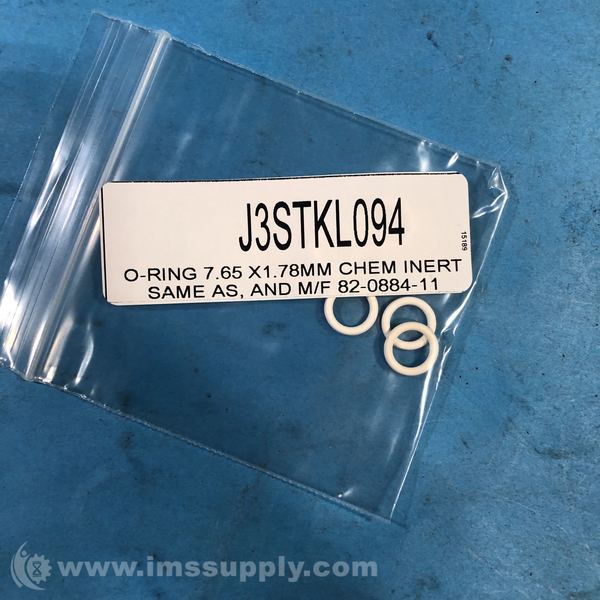 J3STKL094
15189
O-RING 7.65 X1.78MM CHEM INERT
SAME AS, AND M/F 82-0884-11
www.imssupply.com